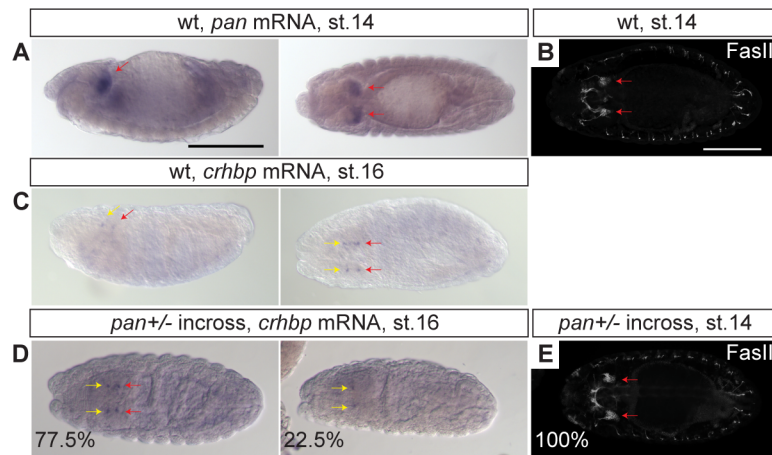 wt, pan mRNA, st.14
wt, st.14
A
B
FasII
wt, crhbp mRNA, st.16
C
pan+/- incross, crhbp mRNA, st.16
pan+/- incross, st.14
D
E
FasII
77.5%
22.5%
100%